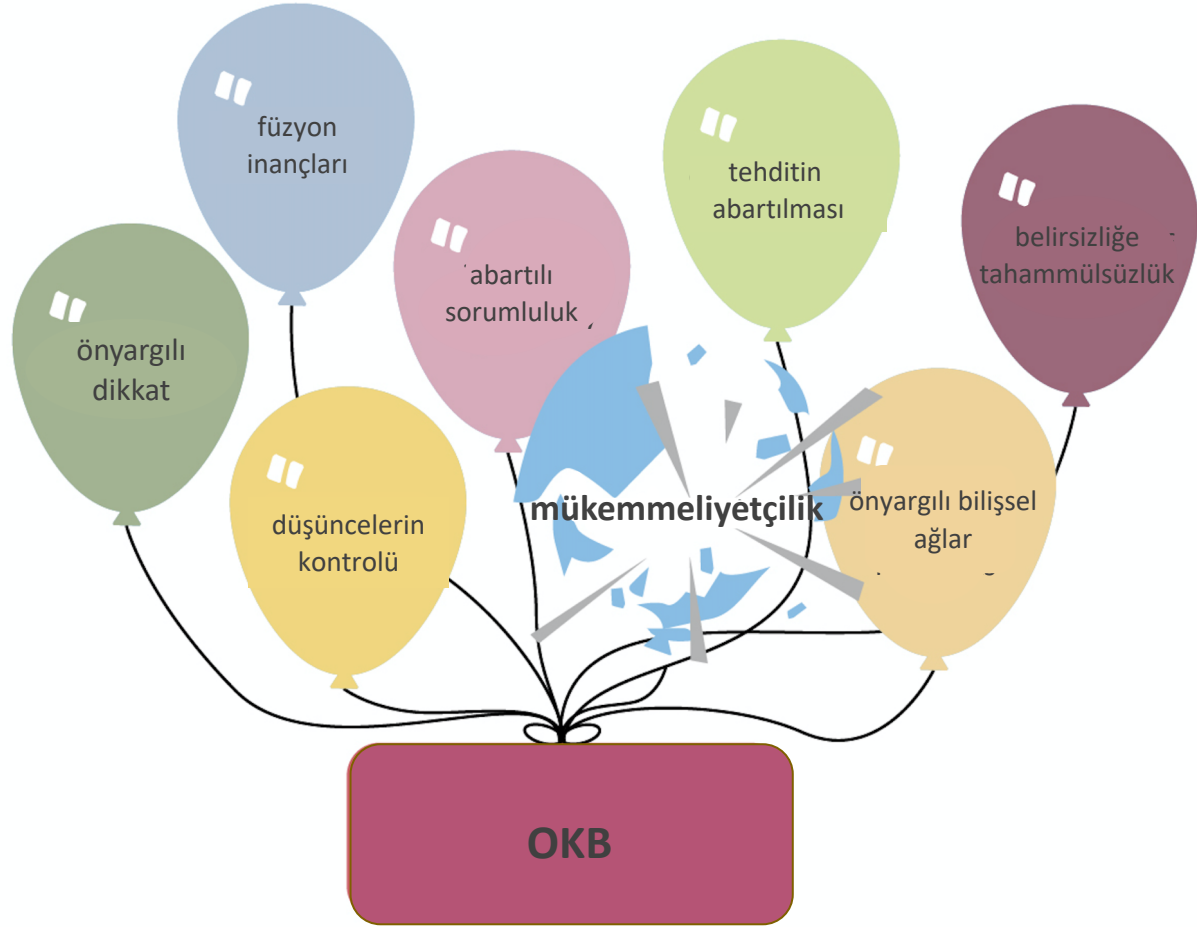 füzyon
inançları
tehditin
abartılması
belirsizliğe
tahammülsüzlük
abartılı
sorumluluk
önyargılı
dikkat
mükemmeliyetçilik
önyargılı bilişsel
ağlar
düşüncelerin
kontrolü
OKB